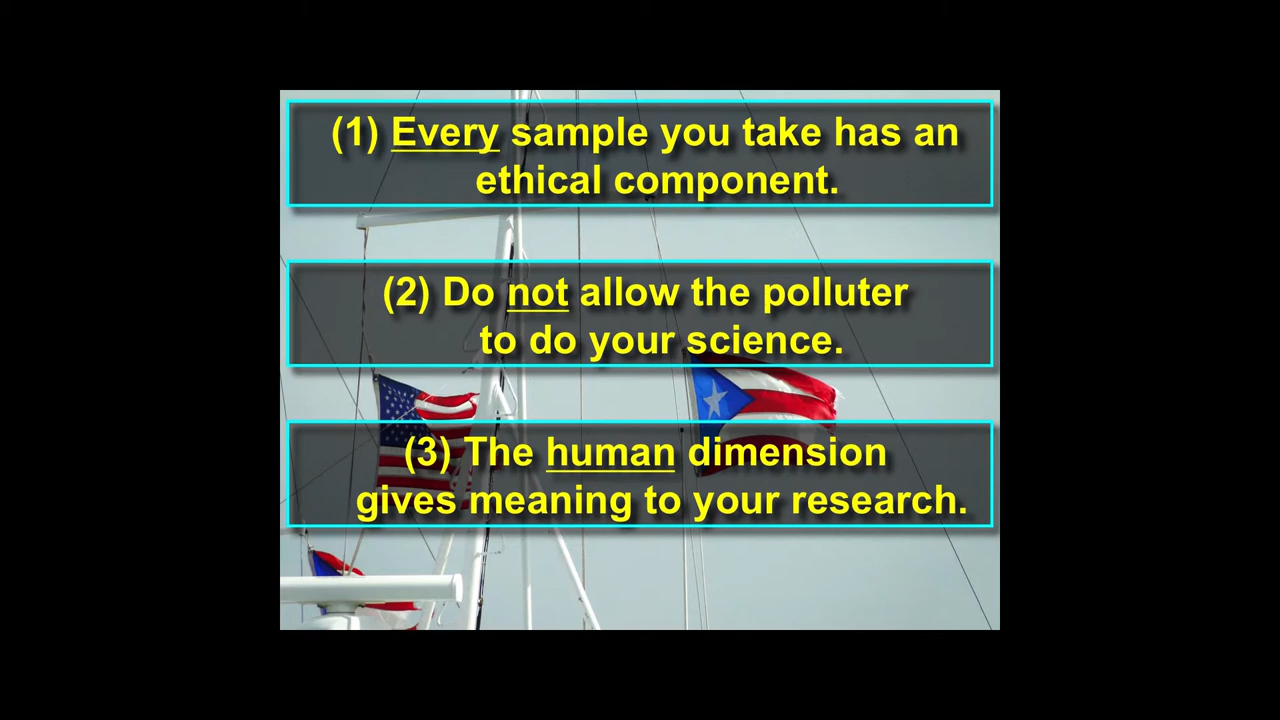 (1) Every sample you take has an
ethical component.
(2) Do not allow the polluter
to do your science.
(3) The human dimension
gives meaning to your research.